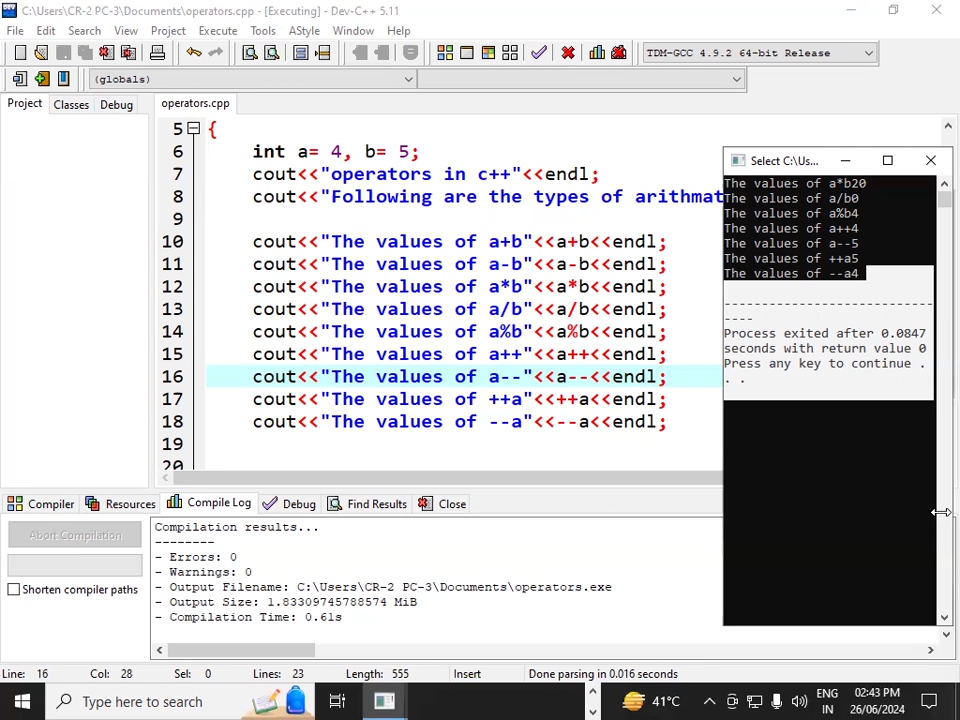 C:\Users\CR-2 PC-3\Documents\operators.cpp - [Executing] - Dev-C++ 5.11
File Edit Search View Project Execute Tools AStyle Window Help
TDM-GCC 4.9.2 64-bit Release
(globals)
Project Classes Debug
operators.cpp
5 {
6 int a= 4, b= 5;
7 cout<<"operators in c++"<<endl;
8 cout<<"Following are the types of arithmat
9
10 cout<<"The values of a+b"<<a+b<<endl;
11 cout<<"The values of a-b"<<a-b<<endl;
12 cout<<"The values of a*b"<<a*b<<endl;
13 cout<<"The values of a/b"<<a/b<<endl;
14 cout<<"The values of a%b"<<a%b<<endl;
15 cout<<"The values of a++"<<a++<<endl;
16 cout<<"The values of a--"<<a--<<endl;
17 cout<<"The values of ++a"<<++a<<endl;
18 cout<<"The values of --a"<<--a<<endl;
19
20
Select C:\Us...
The values of a*b20
The values of a/b0
The values of a%b4
The values of a++4
The values of a--5
The values of ++a5
The values of --a4
-------------------------------
----
Process exited after 0.0847
seconds with return value 0
Press any key to continue .
. .
Compiler Resources Compile Log Debug Find Results Close
Abort Compilation
Shorten compiler paths
Compilation results...
--------
- Errors: 0
- Warnings: 0
- Output Filename: C:\Users\CR-2 PC-3\Documents\operators.exe
- Output Size: 1.83309745788574 MiB
- Compilation Time: 0.61s
Line: 16 Col: 28 Sel: 0 Lines: 23 Length: 555 Insert Done parsing in 0.016 seconds
Type here to search
41°C
ENG
IN
02:43 PM
26/06/2024